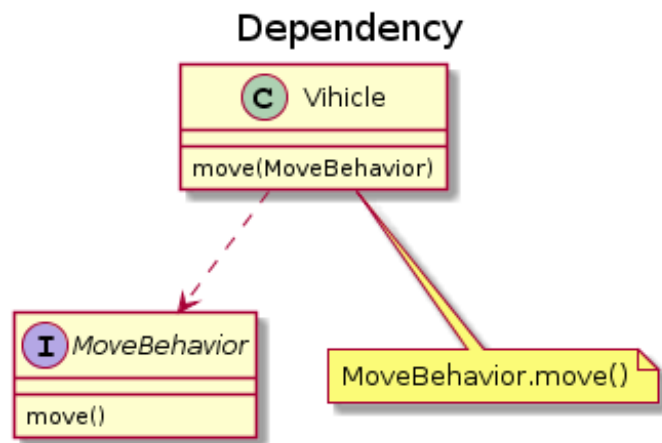 Dependency
C Vihicle
move(MoveBehavior)
I MoveBehavior
move()
MoveBehavior.move()